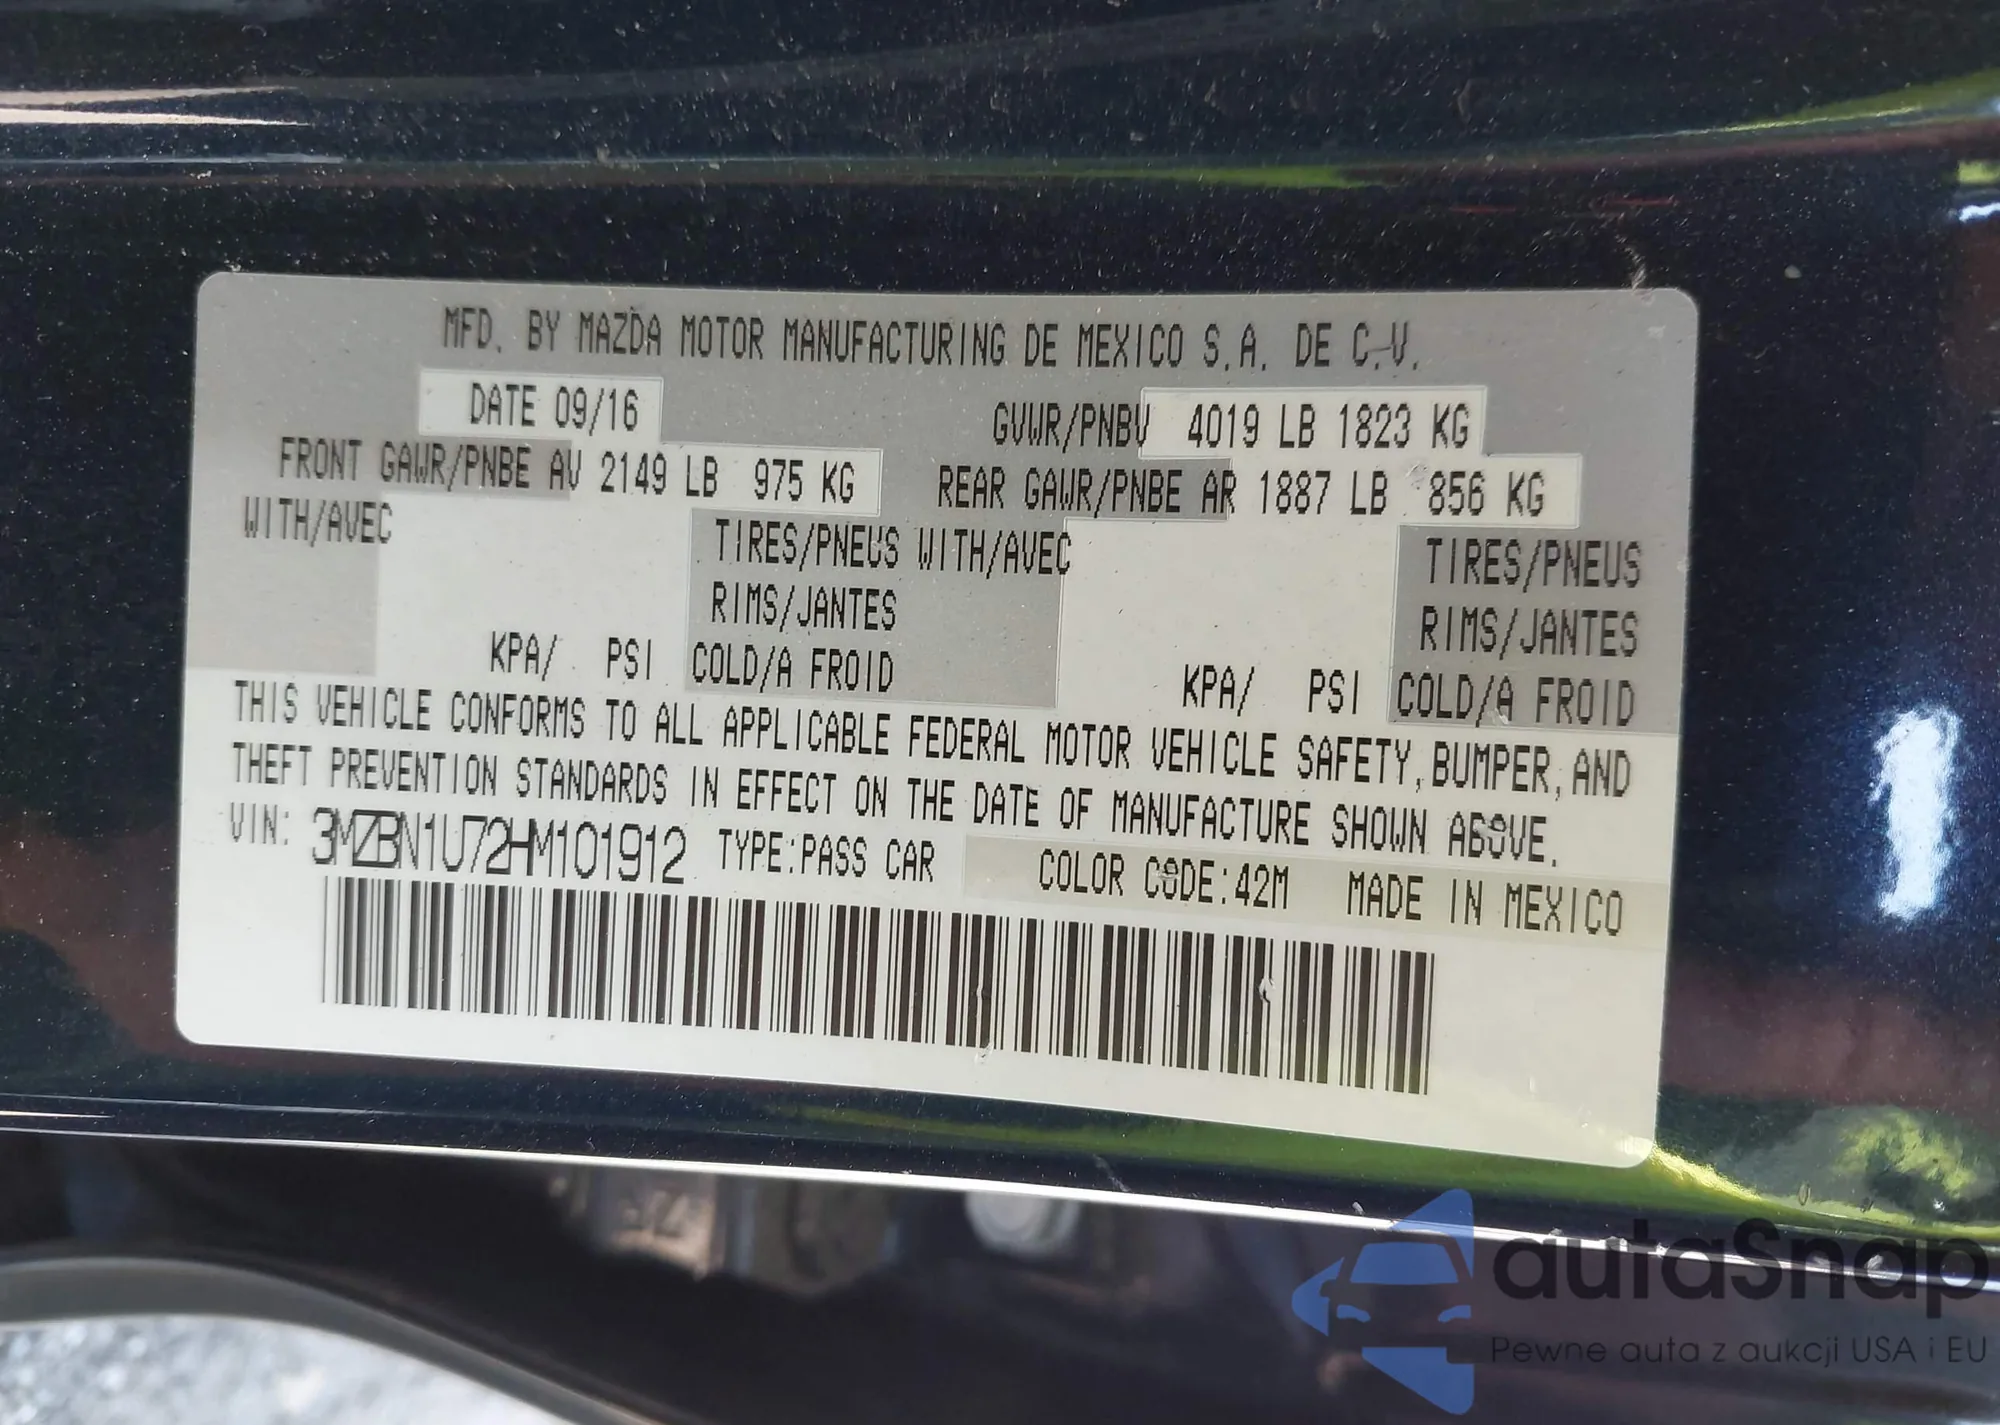 MFD. BY MAZDA MOTOR MANUFACTURING DE MEXICO S.A. DE C.V.
DATE 09/16 GVWR/PNBV 4019 LB 1823 KG
FRONT GAWR/PNBE AV 2149 LB 975 KG REAR GAWR/PNBE AR 1887 LB 856 KG
WITH/AVEC TIRES/PNEUS WITH/AVEC TIRES/PNEUS
RIMS/JANTES RIMS/JANTES
KPA/ PSI COLD/A FROID KPA/ PSI COLD/A FROID
THIS VEHICLE CONFORMS TO ALL APPLICABLE FEDERAL MOTOR VEHICLE SAFETY, BUMPER, AND
THEFT PREVENTION STANDARDS IN EFFECT ON THE DATE OF MANUFACTURE SHOWN ABOVE.
VIN: 3MZBN1U72HM101912 TYPE:PASS CAR COLOR CODE:42M MADE IN MEXICO
autaSnap
Pewne auta z aukcji USA i EU